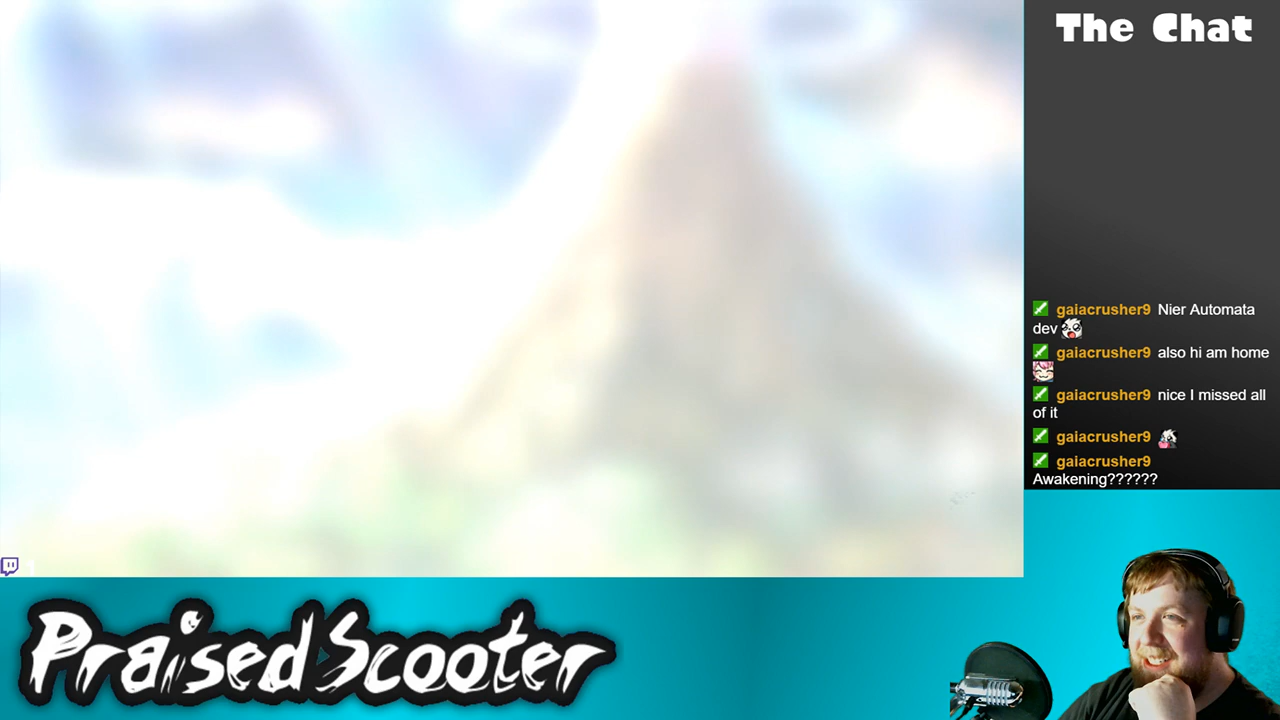 The Chat
gaiacrusher9 Nier Automata
dev
gaiacrusher9 also hi am home
gaiacrusher9 nice I missed all
of it
gaiacrusher9
gaiacrusher9
Awakening??????
PraisedScooter